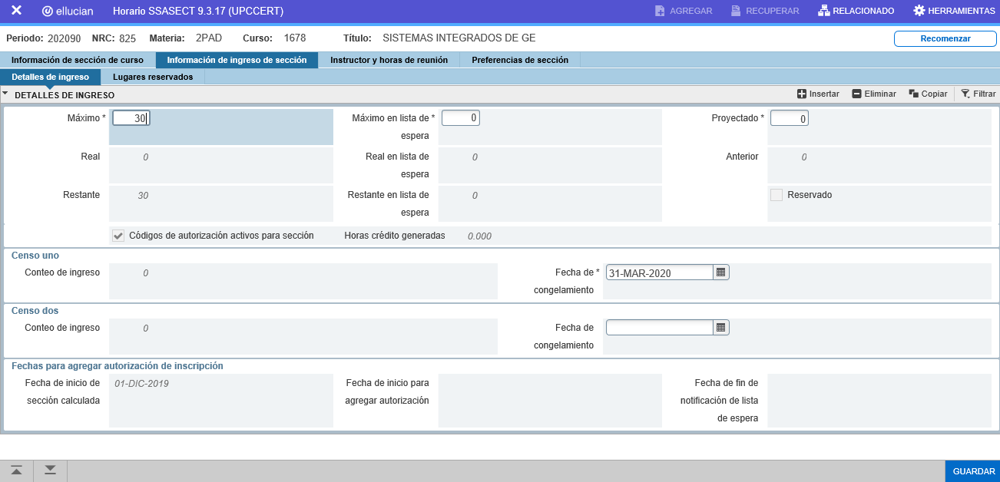 ellucian Horario SSASECT 9.3.17 (UPCCERT) AGREGAR RECUPERAR RELACIONADO HERRAMIENTAS
Periodo: 202090 NRC: 825 Materia: 2PAD Curso: 1678 Título: SISTEMAS INTEGRADOS DE GE Recomenzar
Información de sección de curso Información de ingreso de sección Instructor y horas de reunión Preferencias de sección
Detalles de ingreso Lugares reservados
DETALLES DE INGRESO Insertar Eliminar Copiar Filtrar
Máximo * 30 Máximo en lista de * 0 Proyectado * 0
espera
Real 0 Real en lista de 0 Anterior 0
espera
Restante 30 Restante en lista de 0 Reservado
espera
Códigos de autorización activos para sección Horas crédito generadas 0.000
Censo uno
Conteo de ingreso 0 Fecha de * 31-MAR-2020
congelamiento
Censo dos
Conteo de ingreso 0 Fecha de
congelamiento
Fechas para agregar autorización de inscripción
Fecha de inicio de 01-DIC-2019 Fecha de inicio para Fecha de fin de
sección calculada agregar autorización notificación de lista
de espera
GUARDAR